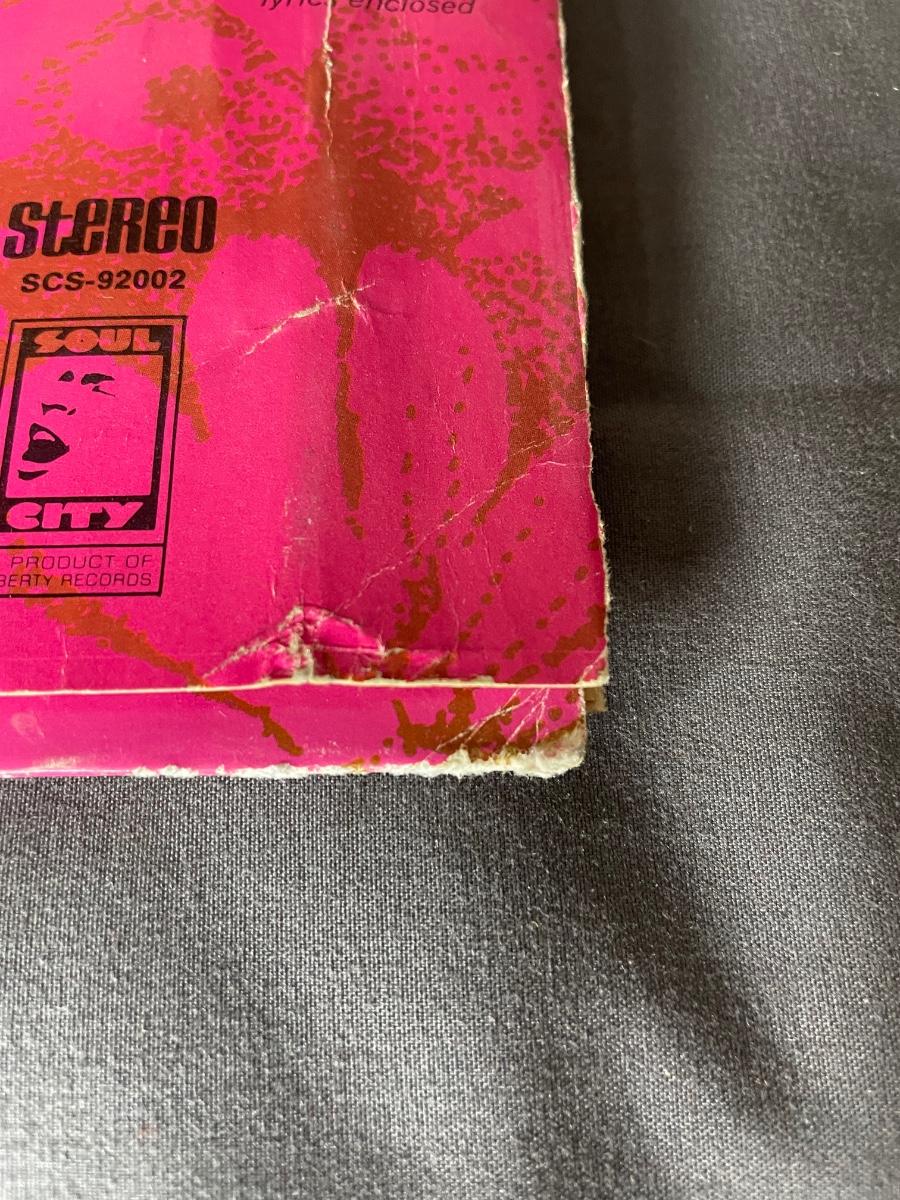 lyrics enclosed
STEREO
SCS-92002
SOUL
CITY
PRODUCT OF
BERTY RECORDS